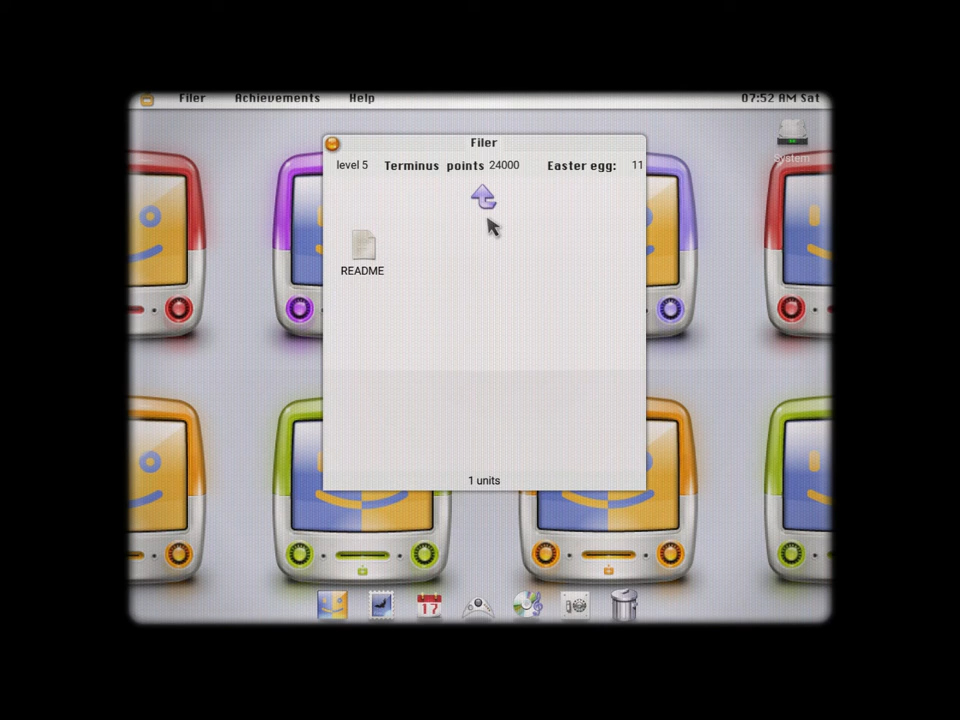 Filer Achievements Help 07:52 AM Sat
System
Filer
level 5 Terminus points 24000 Easter egg: 11
README
1 units
17